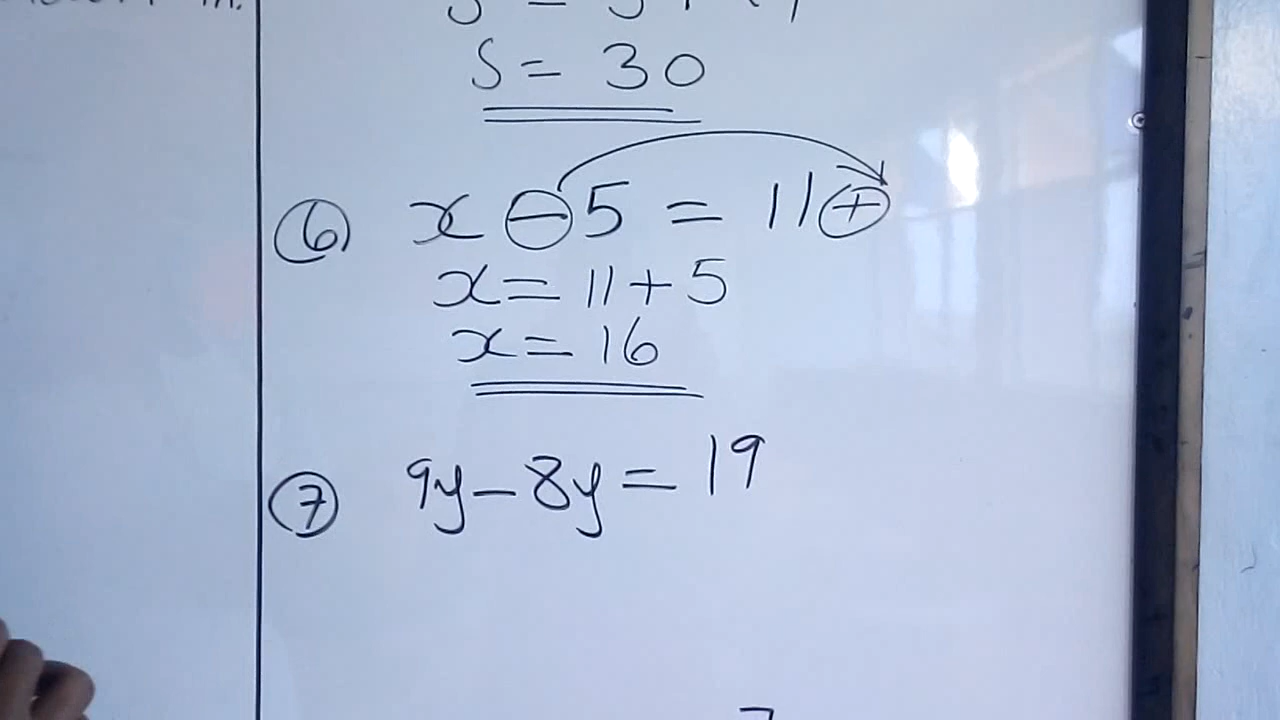 S = 30
6 x - 5 = 11 +
x = 11 + 5
x = 16
7 9y - 8y = 19